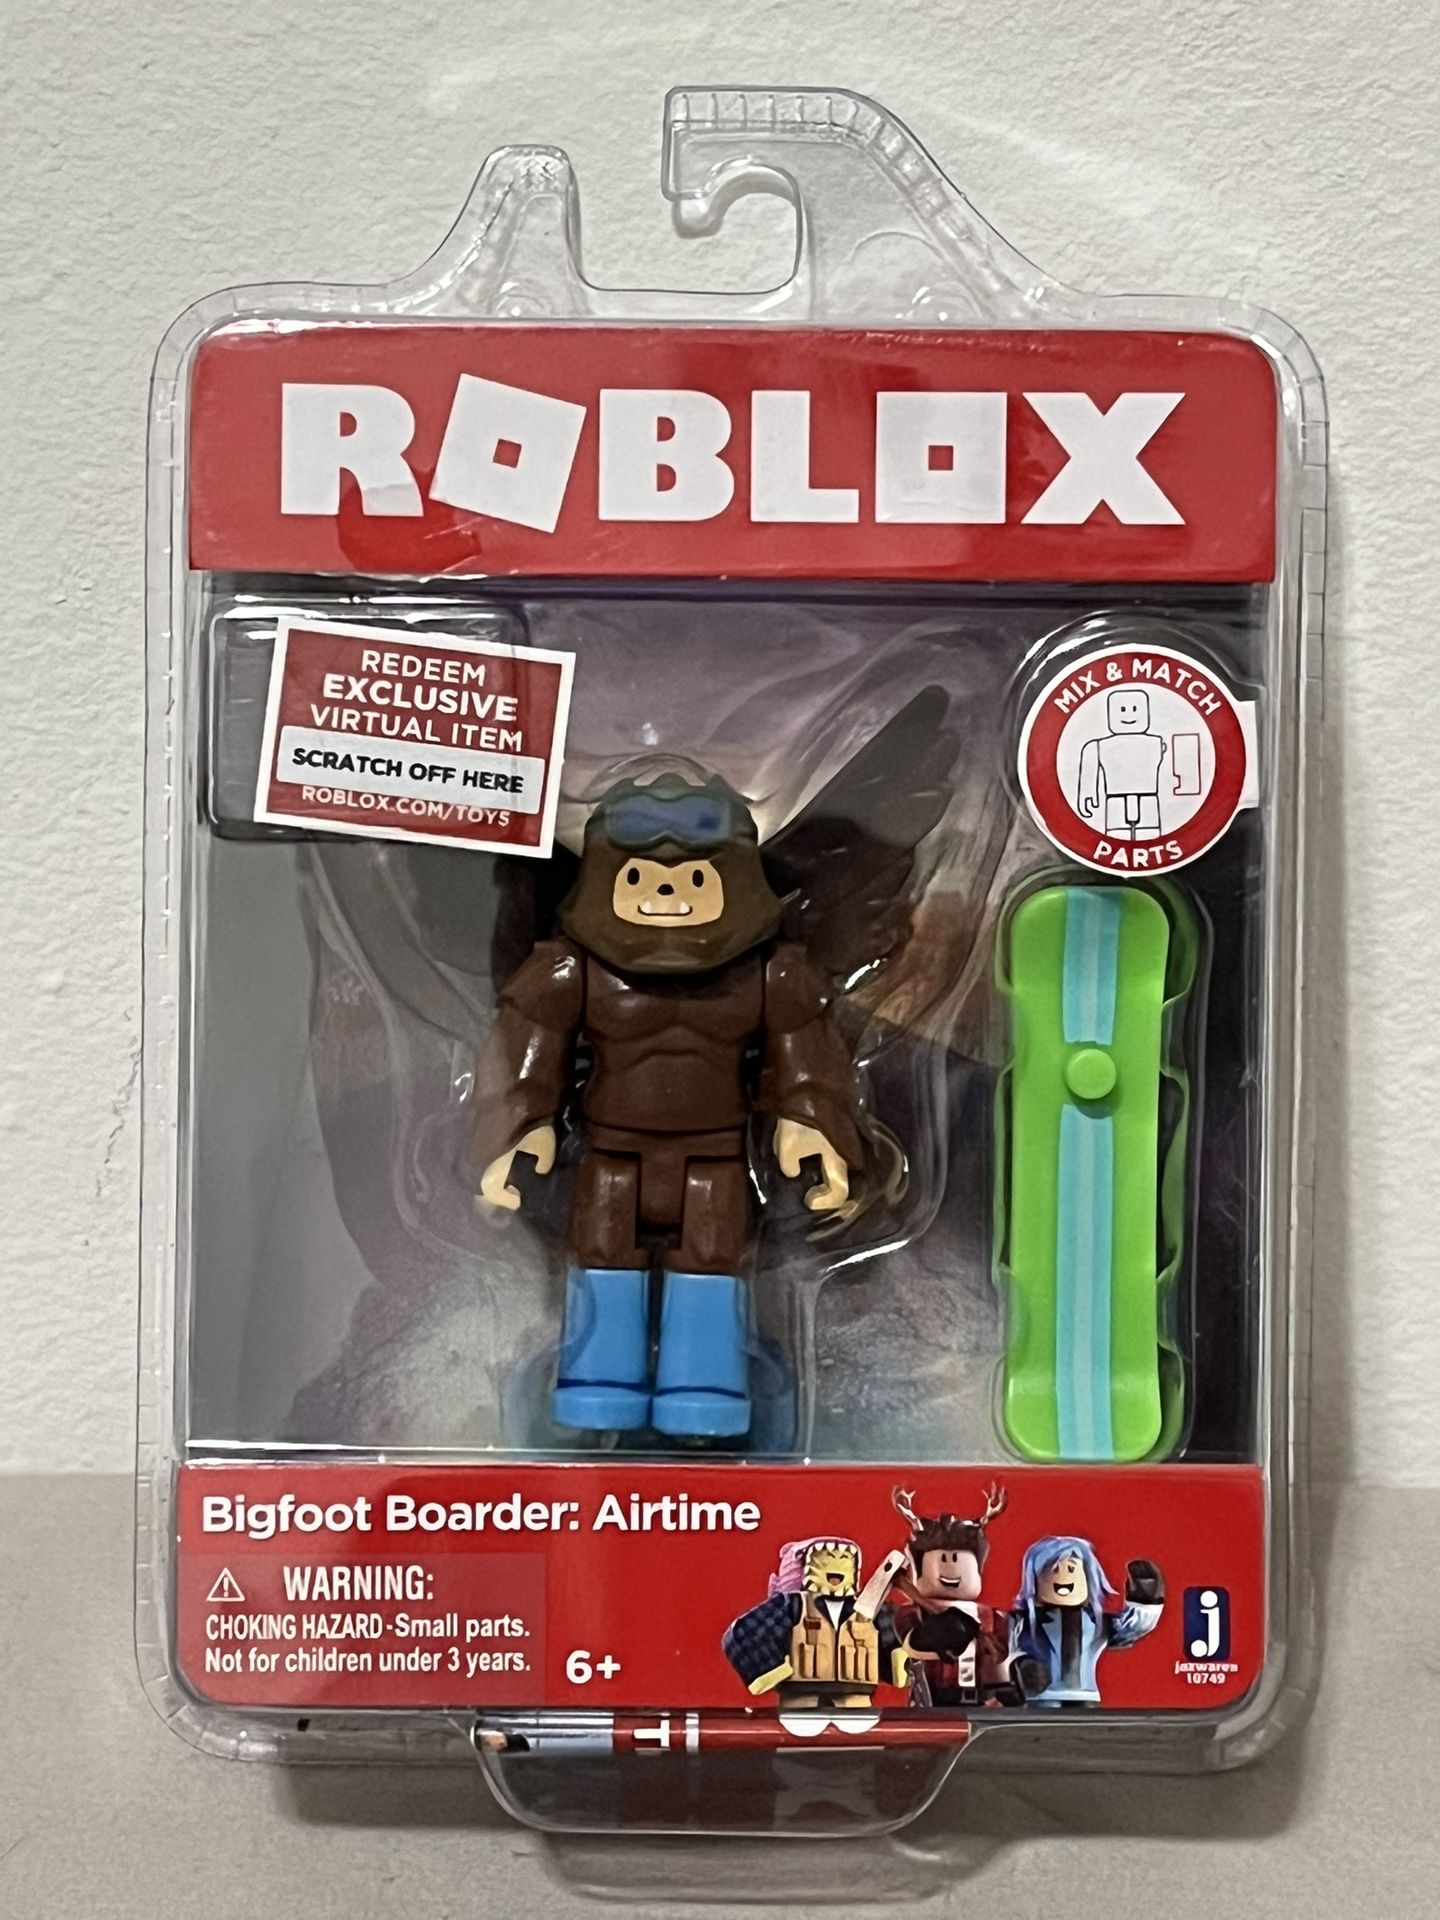 ROBLOX
REDEEM
EXCLUSIVE
VIRTUAL ITEM
SCRATCH OFF HERE
ROBLOX.COM/TOYS
MIX & MATCH
PARTS
Bigfoot Boarder: Airtime
WARNING:
CHOKING HAZARD-Small parts.
Not for children under 3 years.
6+
j
jazwares
10749
T